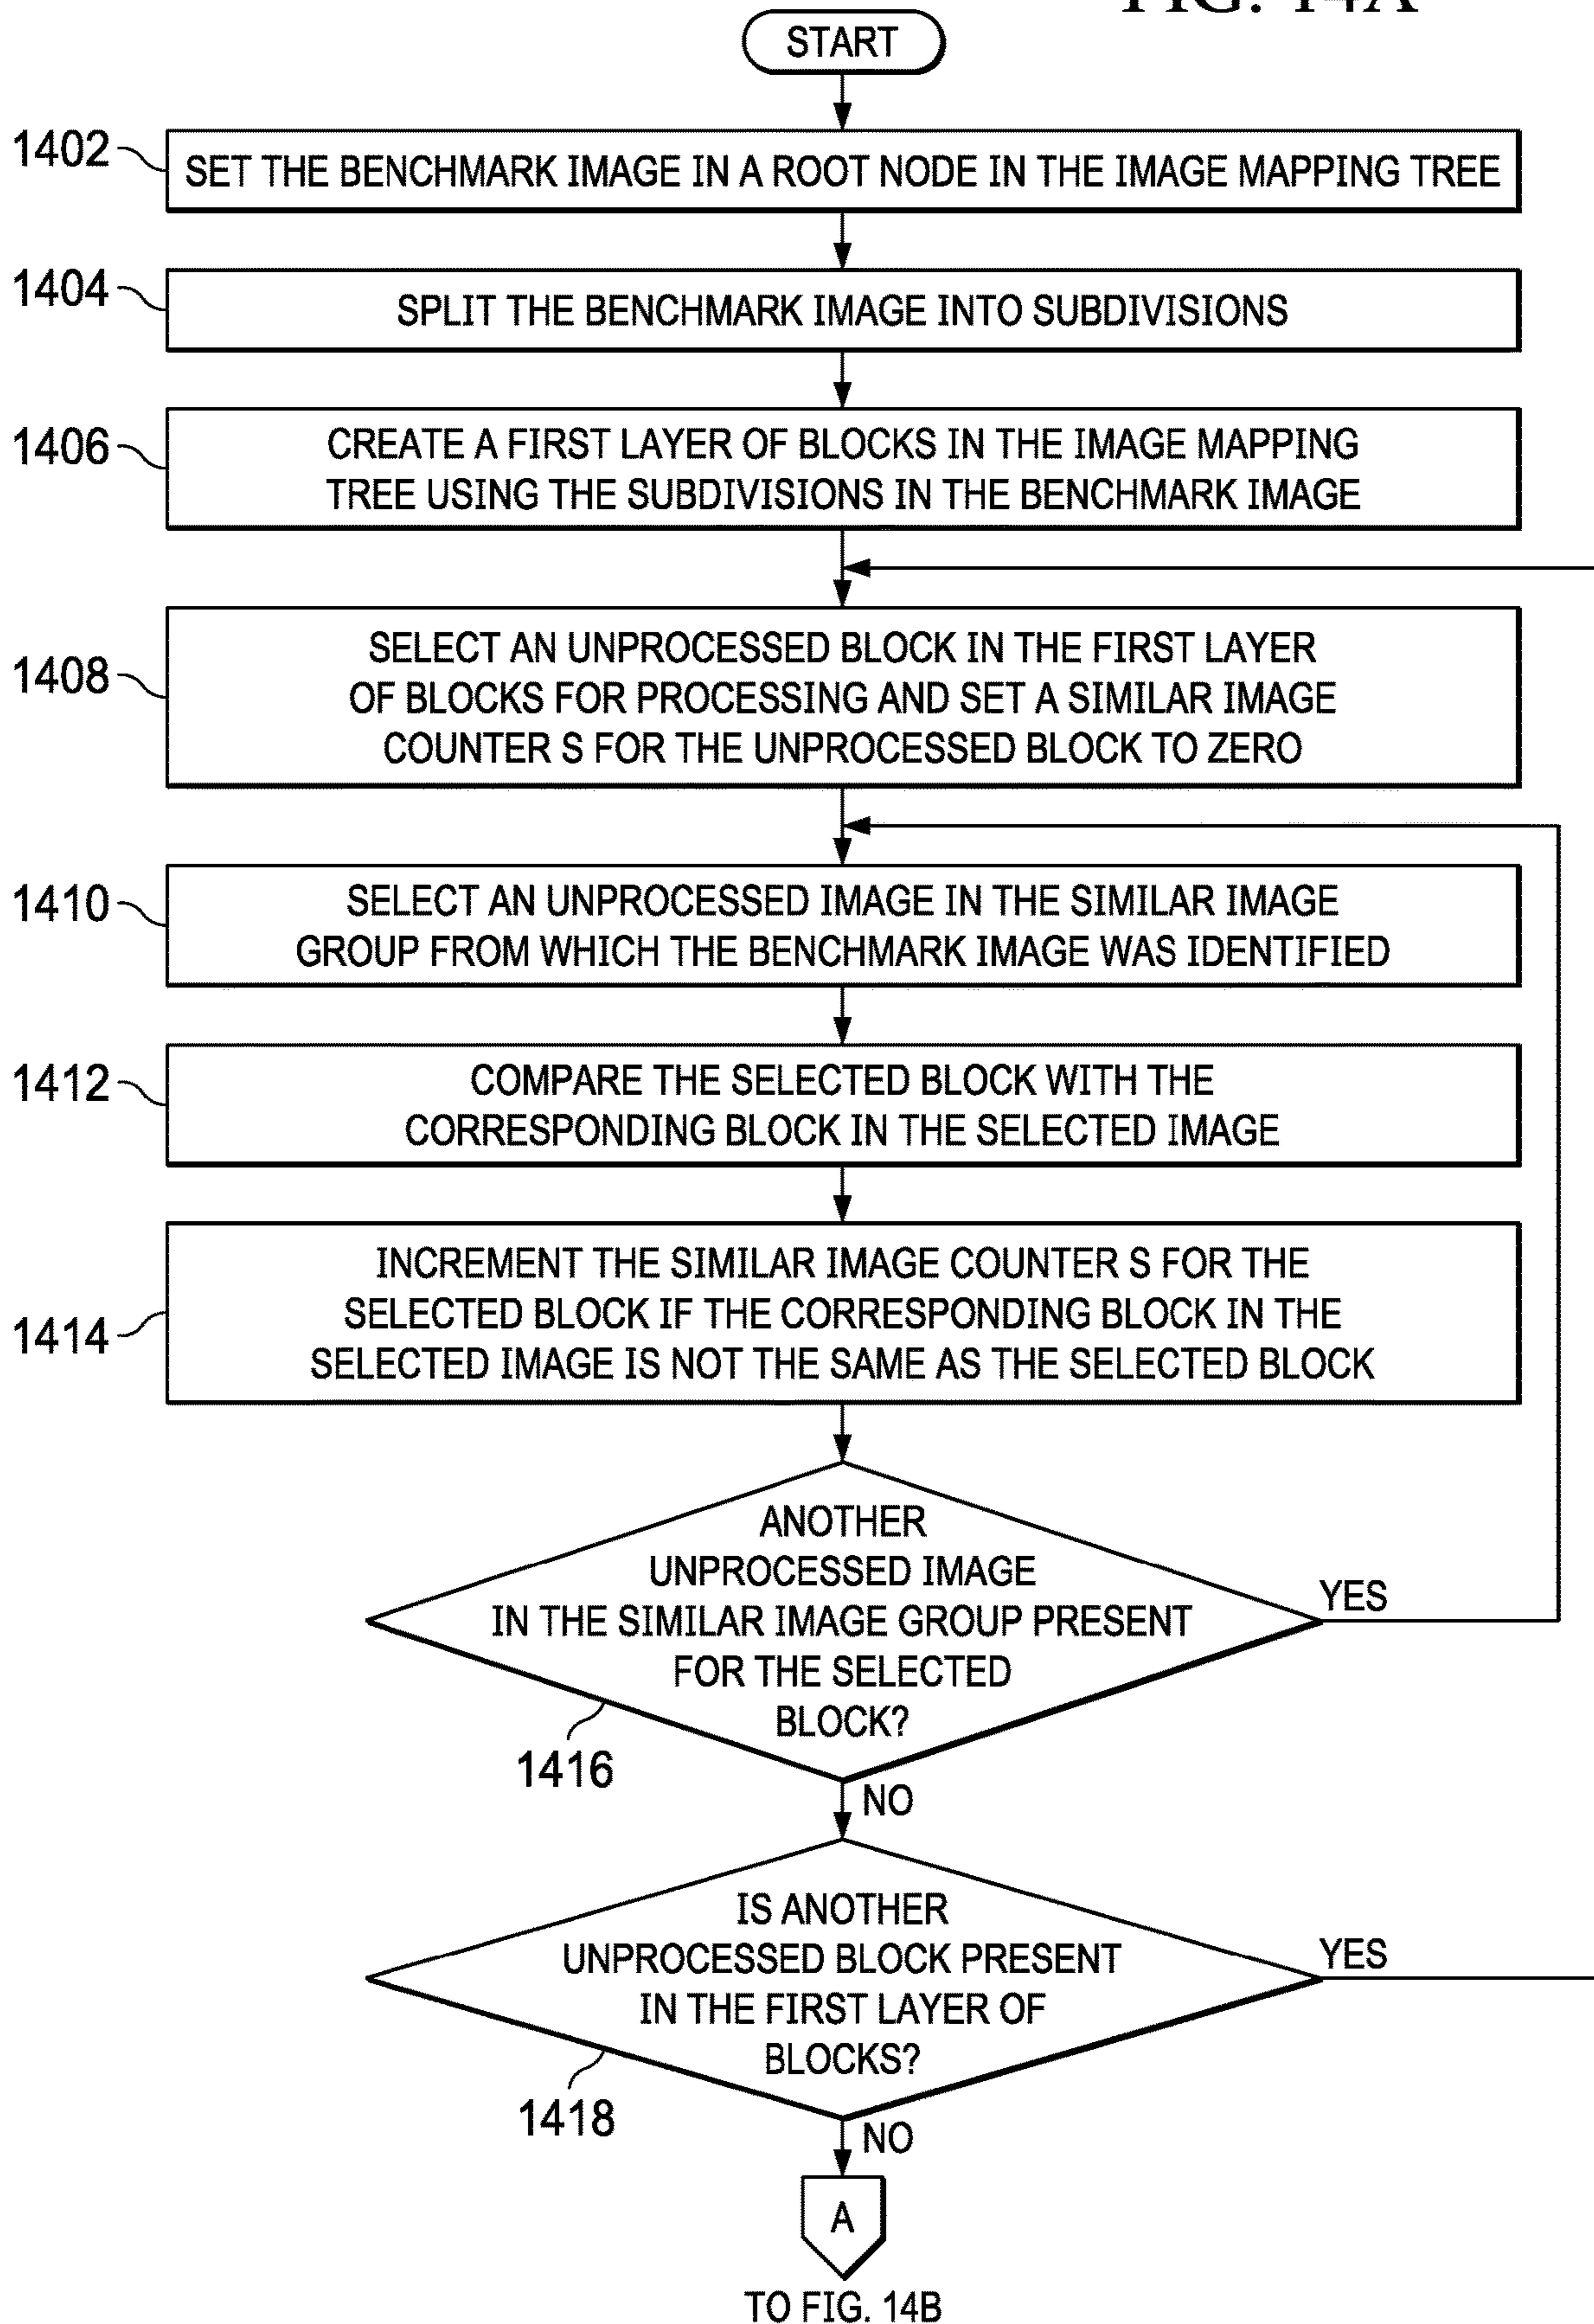 FIG. 14A
START
1402
SET THE BENCHMARK IMAGE IN A ROOT NODE IN THE IMAGE MAPPING TREE
1404
SPLIT THE BENCHMARK IMAGE INTO SUBDIVISIONS
1406
CREATE A FIRST LAYER OF BLOCKS IN THE IMAGE MAPPING
TREE USING THE SUBDIVISIONS IN THE BENCHMARK IMAGE
1408
SELECT AN UNPROCESSED BLOCK IN THE FIRST LAYER
OF BLOCKS FOR PROCESSING AND SET A SIMILAR IMAGE
COUNTER S FOR THE UNPROCESSED BLOCK TO ZERO
1410
SELECT AN UNPROCESSED IMAGE IN THE SIMILAR IMAGE
GROUP FROM WHICH THE BENCHMARK IMAGE WAS IDENTIFIED
1412
COMPARE THE SELECTED BLOCK WITH THE
CORRESPONDING BLOCK IN THE SELECTED IMAGE
1414
INCREMENT THE SIMILAR IMAGE COUNTER S FOR THE
SELECTED BLOCK IF THE CORRESPONDING BLOCK IN THE
SELECTED IMAGE IS NOT THE SAME AS THE SELECTED BLOCK
ANOTHER
UNPROCESSED IMAGE
IN THE SIMILAR IMAGE GROUP PRESENT
FOR THE SELECTED
BLOCK?
YES
1416
NO
IS ANOTHER
UNPROCESSED BLOCK PRESENT
IN THE FIRST LAYER OF
BLOCKS?
YES
1418
NO
A
TO FIG. 14B